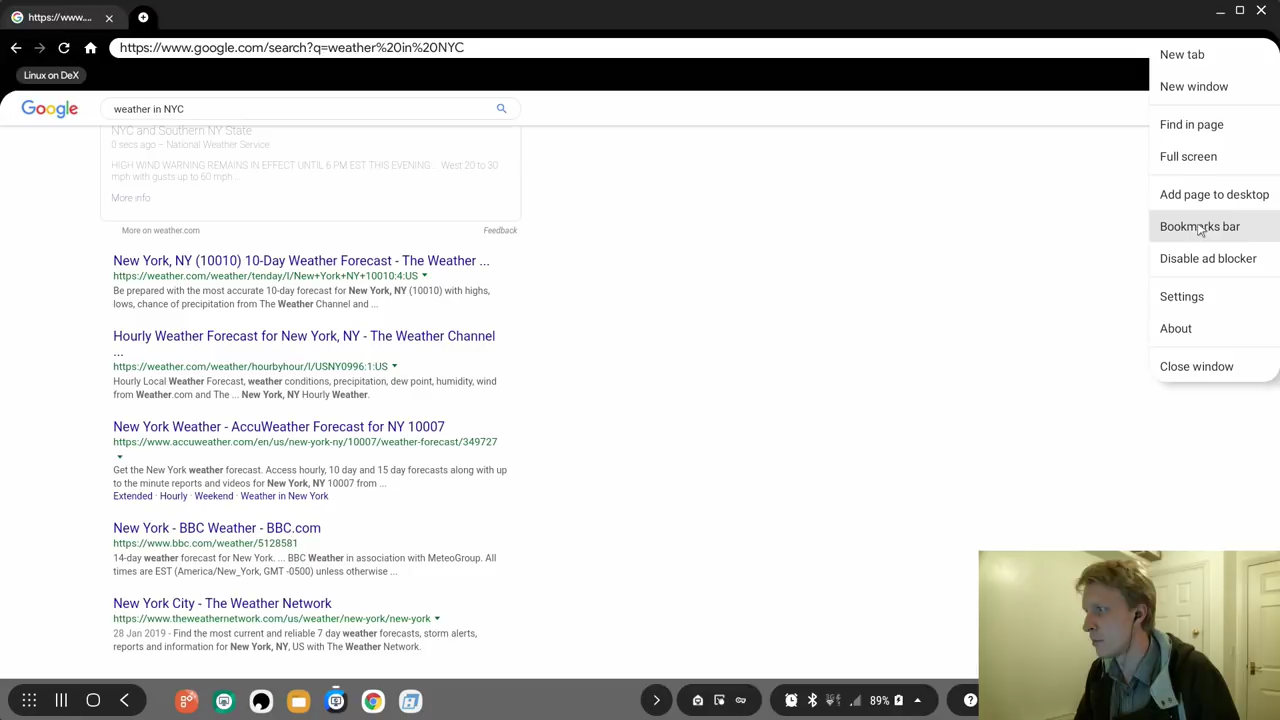 https://www....
https://www.google.com/search?q=weather%20in%20NYC
Linux on DeX
Google
weather in NYC
NYC and Southern NY State
0 secs ago – National Weather Service
HIGH WIND WARNING REMAINS IN EFFECT UNTIL 6 PM EST THIS EVENING... West 20 to 30
mph with gusts up to 60 mph...
More info
More on weather.com
Feedback
New York, NY (10010) 10-Day Weather Forecast - The Weather ...
https://weather.com/weather/tenday/l/New+York+NY+10010:4:US
Be prepared with the most accurate 10-day forecast for New York, NY (10010) with highs,
lows, chance of precipitation from The Weather Channel and ...
Hourly Weather Forecast for New York, NY - The Weather Channel
...
https://weather.com/weather/hourbyhour/l/USNY0996:1:US
Hourly Local Weather Forecast, weather conditions, precipitation, dew point, humidity, wind
from Weather.com and The ... New York, NY Hourly Weather.
New York Weather - AccuWeather Forecast for NY 10007
https://www.accuweather.com/en/us/new-york-ny/10007/weather-forecast/349727
Get the New York weather forecast. Access hourly, 10 day and 15 day forecasts along with up
to the minute reports and videos for New York, NY 10007 from ...
Extended · Hourly · Weekend · Weather in New York
New York - BBC Weather - BBC.com
https://www.bbc.com/weather/5128581
14-day weather forecast for New York. ... BBC Weather in association with MeteoGroup. All
times are EST (America/New_York, GMT -0500) unless otherwise ...
New York City - The Weather Network
https://www.theweathernetwork.com/us/weather/new-york/new-york
28 Jan 2019 - Find the most current and reliable 7 day weather forecasts, storm alerts,
reports and information for New York, NY, US with The Weather Network.
New tab
New window
Find in page
Full screen
Add page to desktop
Bookmarks bar
Disable ad blocker
Settings
About
Close window
89%